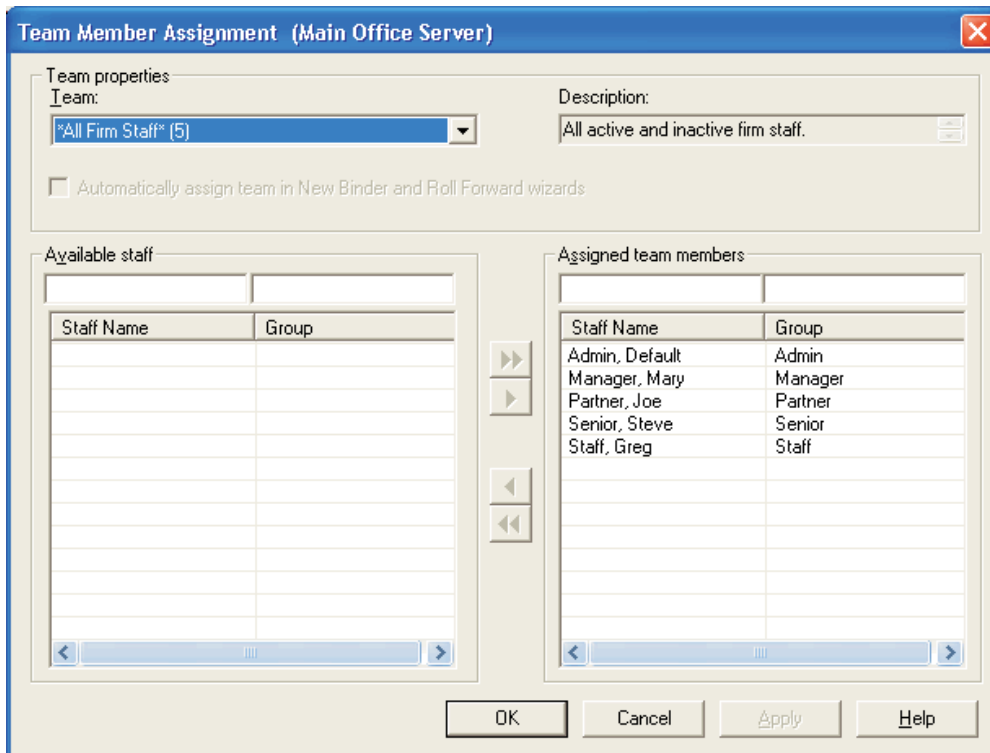 Team Member Assignment (Main Office Server)
Team properties
Team:
Description:
*All Firm Staff* (5)
All active and inactive firm staff.
Automatically assign team in New Binder and Roll Forward wizards
Available staff
Staff Name Group
Assigned team members
Staff Name Group
Admin, Default Admin
Manager, Mary Manager
Partner, Joe Partner
Senior, Steve Senior
Staff, Greg Staff
OK Cancel Apply Help